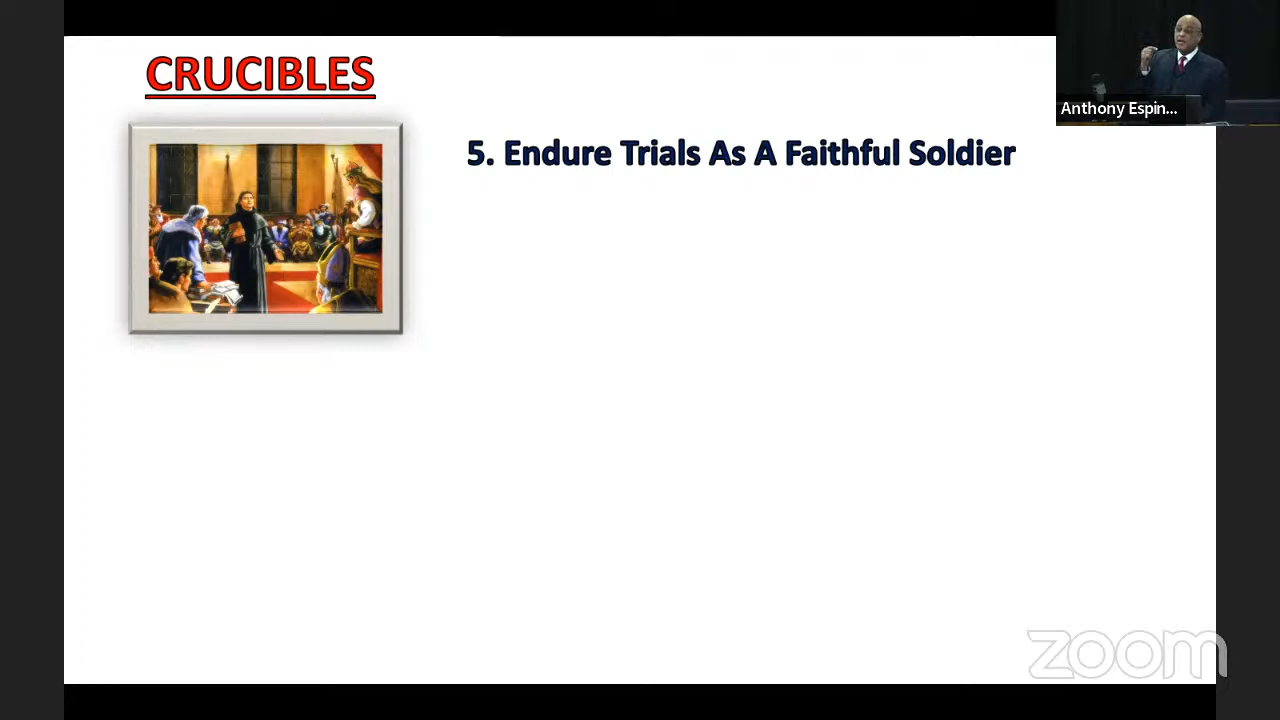 CRUCIBLES
Anthony Espin...
5. Endure Trials As A Faithful Soldier
zoom